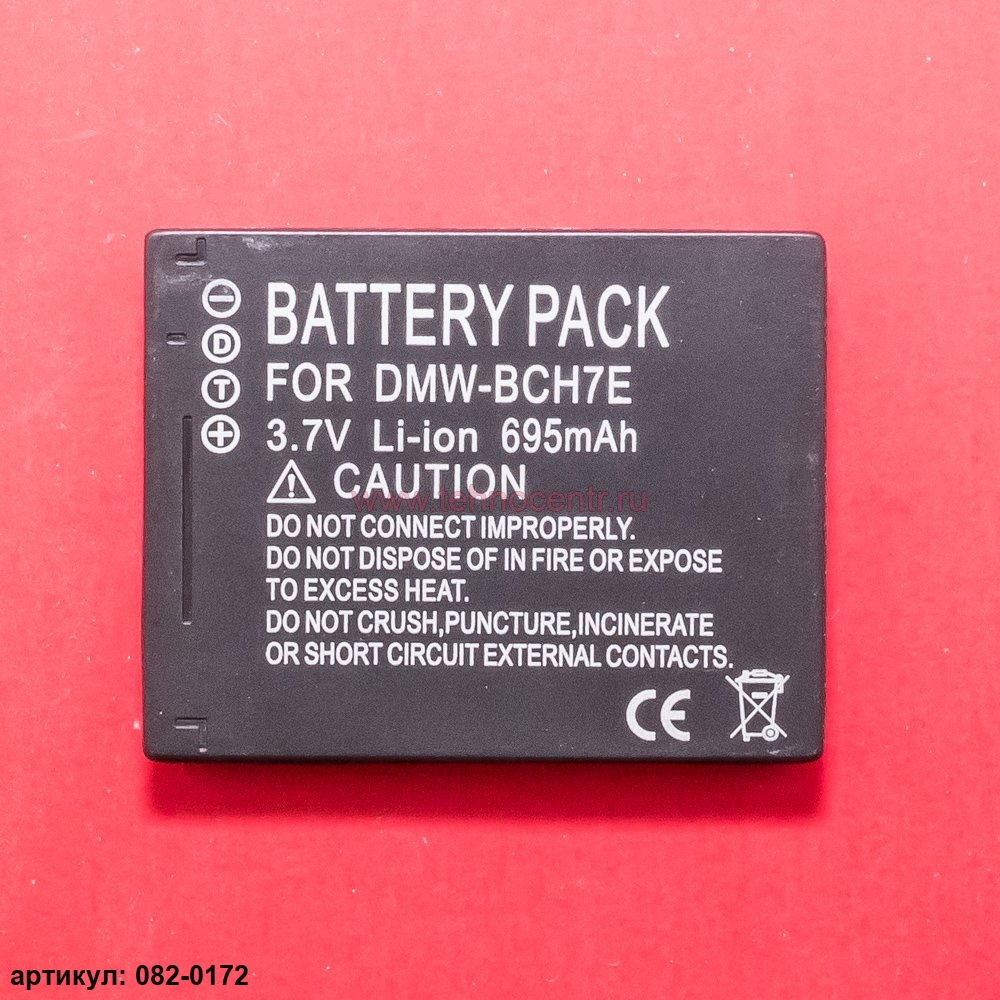 BATTERY PACK
D
FOR DMW-BCH7E
T
3.7V Li-ion 695mAh
CAUTION
www.tehnocentr.ru
DO NOT CONNECT IMPROPERLY.
DO NOT DISPOSE OF IN FIRE OR EXPOSE
TO EXCESS HEAT.
DO NOT CRUSH,PUNCTURE,INCINERATE
OR SHORT CIRCUIT EXTERNAL CONTACTS.
CE
артикул: 082-0172